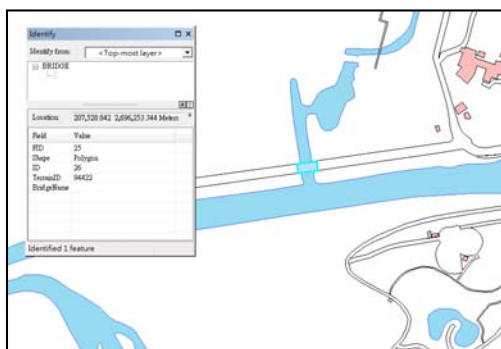 Identify
Identify from: <Top-most layer>
BRIDGE
Location: 207,520.842 2,696,253.344 Meters
Field Value
FID 25
Shape Polygon
ID 26
TerrainID 94422
BridgeName
Identified 1 feature